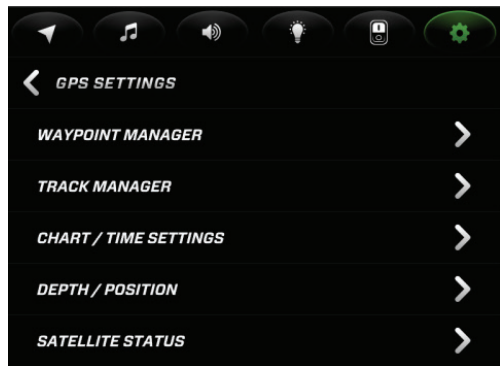 GPS SETTINGS
WAYPOINT MANAGER
TRACK MANAGER
CHART / TIME SETTINGS
DEPTH / POSITION
SATELLITE STATUS